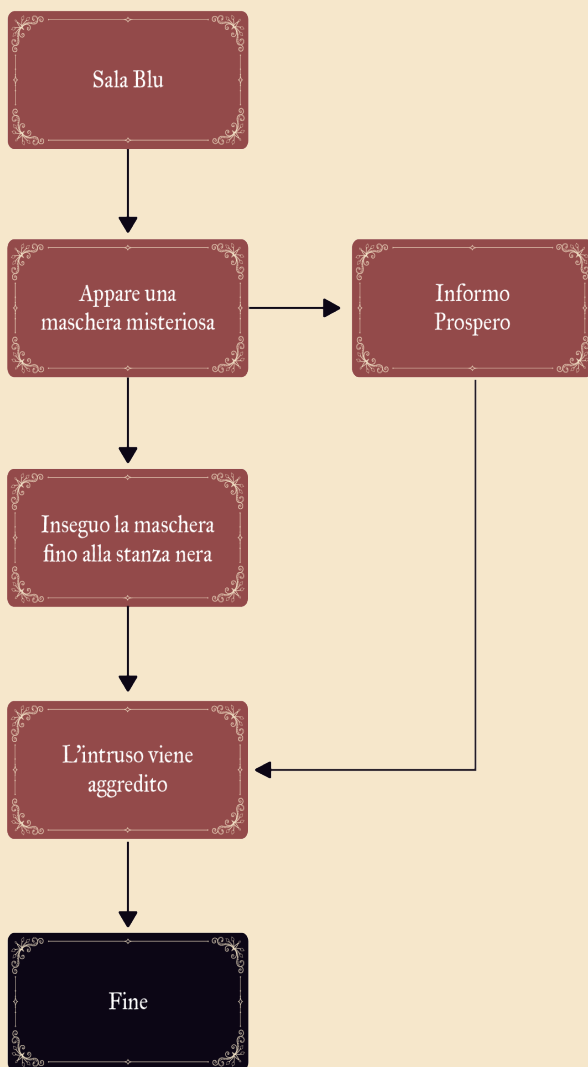 Sala Blu
Appare una
maschera misteriosa
Informo
Prospero
Inseguo la maschera
fino alla stanza nera
L'intruso viene
aggredito
Fine